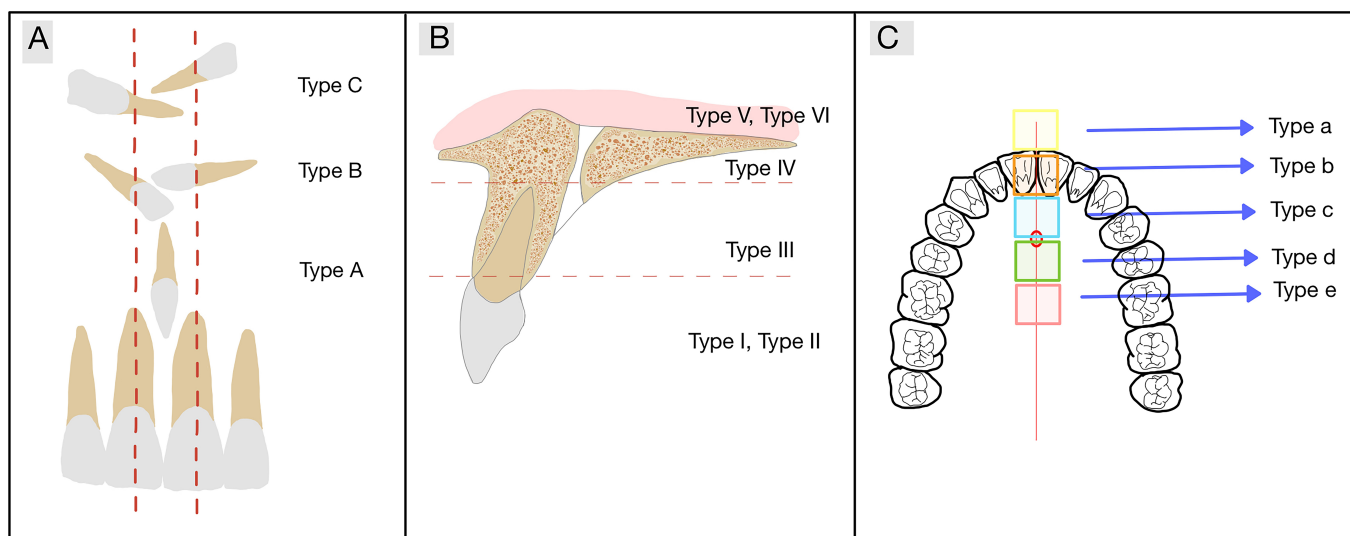 A
Type C
Type B
Type A
B
Type V, Type VI
Type IV
Type III
Type I, Type II
C
Type a
Type b
Type c
Type d
Type e